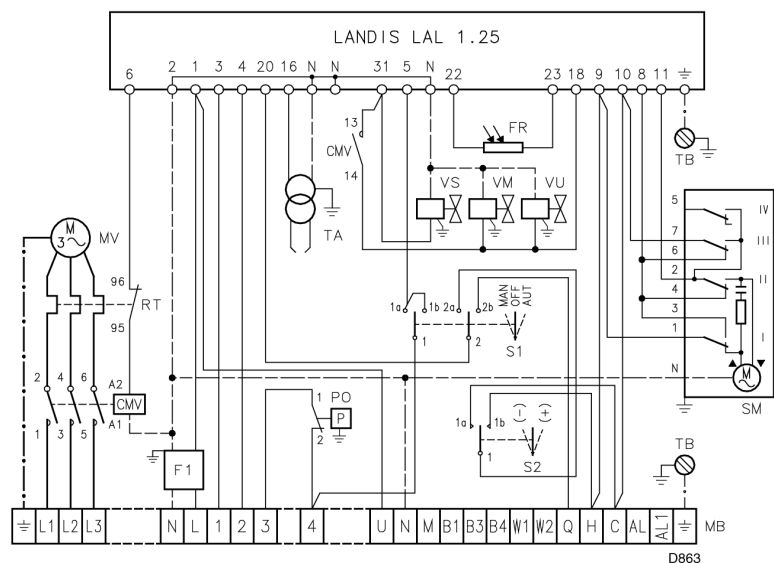 LANDIS LAL 1.25
6 2 1 3 4 20 16 N N 31 5 N 22 23 18 9 10 8 11
13
CMV
14
FR
TB
VS VM VU
TA
5 IV
7 III
6
2 II
4
3
1 I
N
M
SM
M
3
MV
96
RT
95
1a 1b 2a 2b
MAN
OFF
AUT
1 2
S1
2 4 6 A2
CMV
1 3 5 A1
1 PO
P
2
1a 1b
(-) (+)
1
S2
F1
TB
L1 L2 L3 N L 1 2 3 4 U N M B1 B3 B4 W1 W2 Q H C AL AL1 MB
D863